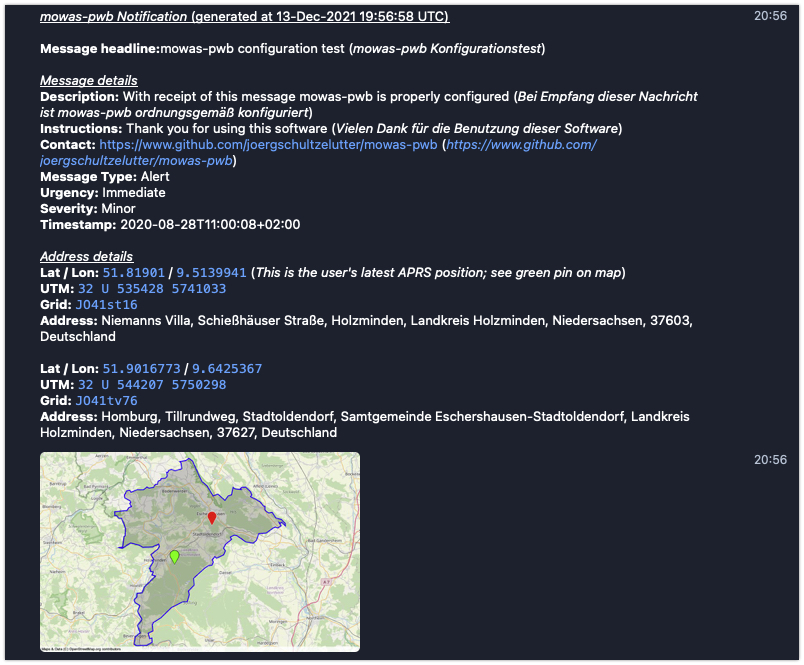 mowas-pwb Notification (generated at 13-Dec-2021 19:56:58 UTC)
20:56
Message headline:mowas-pwb configuration test (mowas-pwb Konfigurationstest)
Message details
Description: With receipt of this message mowas-pwb is properly configured (Bei Empfang dieser Nachricht
ist mowas-pwb ordnungsgemäß konfiguriert)
Instructions: Thank you for using this software (Vielen Dank für die Benutzung dieser Software)
Contact: https://www.github.com/joergschultzelutter/mowas-pwb (https://www.github.com/
joergschultzelutter/mowas-pwb)
Message Type: Alert
Urgency: Immediate
Severity: Minor
Timestamp: 2020-08-28T11:00:08+02:00
Address details
Lat / Lon: 51.81901 / 9.5139941 (This is the user's latest APRS position; see green pin on map)
UTM: 32 U 535428 5741033
Grid: JO41st16
Address: Niemanns Villa, Schießhäuser Straße, Holzminden, Landkreis Holzminden, Niedersachsen, 37603,
Deutschland
Lat / Lon: 51.9016773 / 9.6425367
UTM: 32 U 544207 5750298
Grid: JO41tv76
Address: Homburg, Tillrundweg, Stadtoldendorf, Samtgemeinde Eschershausen-Stadtoldendorf, Landkreis
Holzminden, Niedersachsen, 37627, Deutschland
20:56
Stadtoldendorf
Einbeck
A 7
Maps & Data (C) OpenStreetMap.org contributors